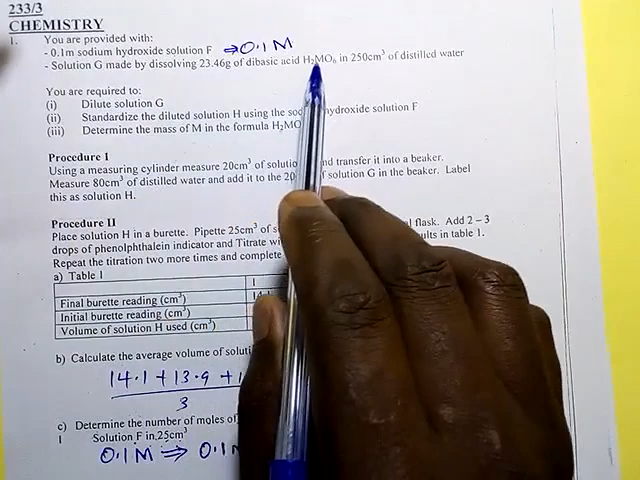 233/3
CHEMISTRY
1. You are provided with:
- 0.1m sodium hydroxide solution F ⇒ 0.1 M
- Solution G made by dissolving 23.46g of dibasic acid H₂MO₆ in 250cm³ of distilled water
You are required to:
(i) Dilute solution G
(ii) Standardize the diluted solution H using the hydroxide solution F
(iii) Determine the mass of M in the formula H₂MO
Procedure I
Using a measuring cylinder measure 20cm³ of and transfer it into a beaker.
Measure 80cm³ of distilled water and add it to the of solution G in the beaker. Label
this as solution H.
Procedure II
Place solution H in a burette. Pipette 25cm³ of flask. Add 2 – 3
drops of phenolphthalein indicator and Titrate in table 1.
Repeat the titration two more times and complete
a) Table 1
1
Final burette reading (cm³)
Initial burette reading (cm³)
Volume of solution H used (cm³)
b) Calculate the average volume of
14.1 + 13.9 +
3
c) Determine the number of moles of
1 Solution F in 25cm³
0.1 M ⇒